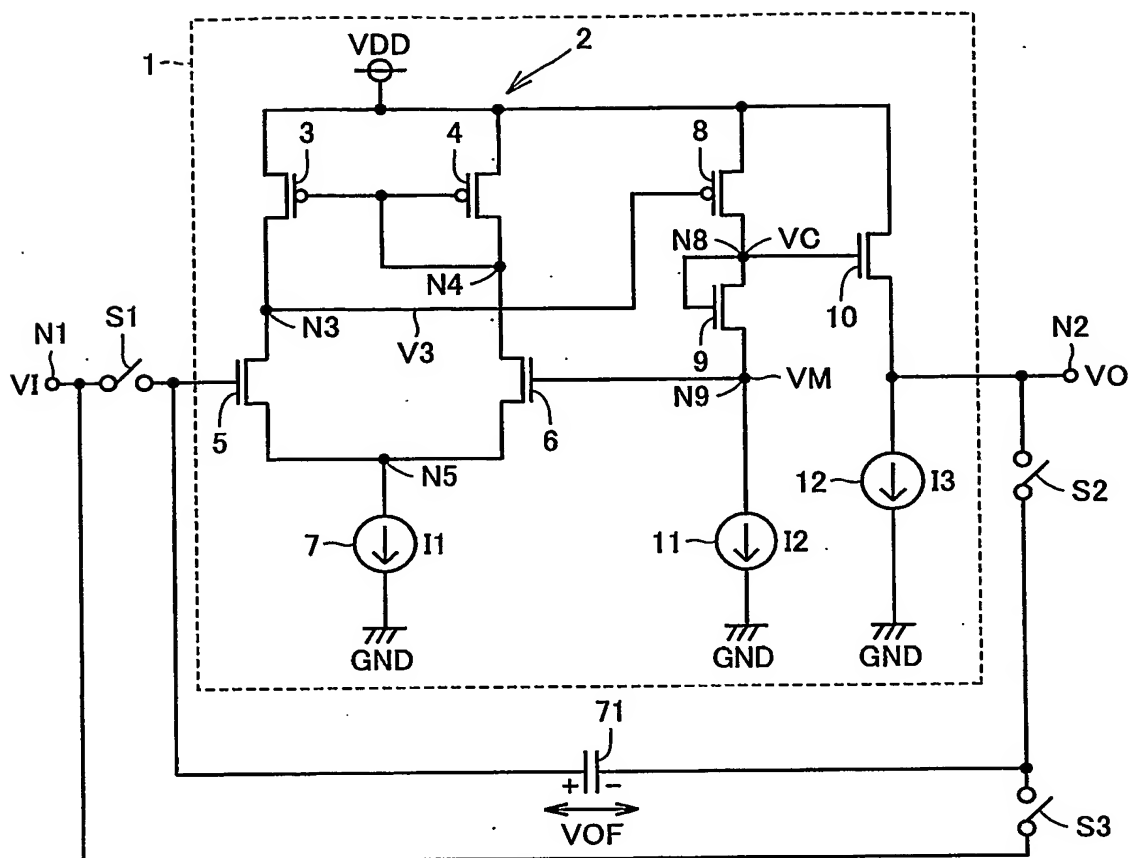 1
VDD
2
3
4
8
N8
VC
N4
10
N1
S1
N3
V3
9
N2
VI
N9
VM
VO
5
6
N5
12
I3
S2
7
I1
11
I2
GND
GND
GND
71
+
-
VOF
S3